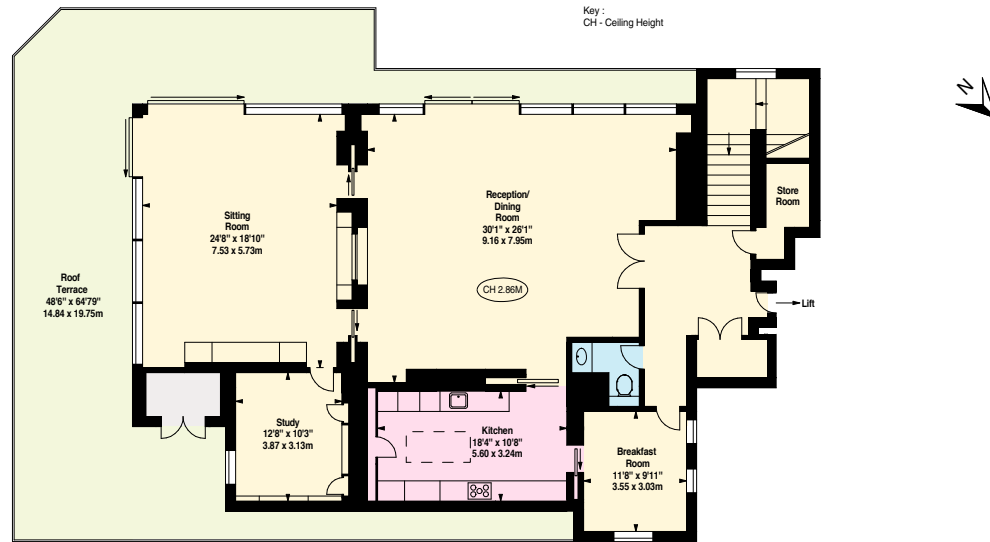 Key :
CH - Ceiling Height
N
Store
Room
Reception/
Dining
Room
30'1" x 26'1"
9.16 x 7.95m
Sitting
Room
24'8" x 18'10"
7.53 x 5.73m
Roof
Terrace
48'6" x 64'79"
14.84 x 19.75m
CH 2.86M
Lift
Study
12'8" x 10'3"
3.87 x 3.13m
Kitchen
18'4" x 10'8"
5.60 x 3.24m
Breakfast
Room
11'8" x 9'11"
3.55 x 3.03m